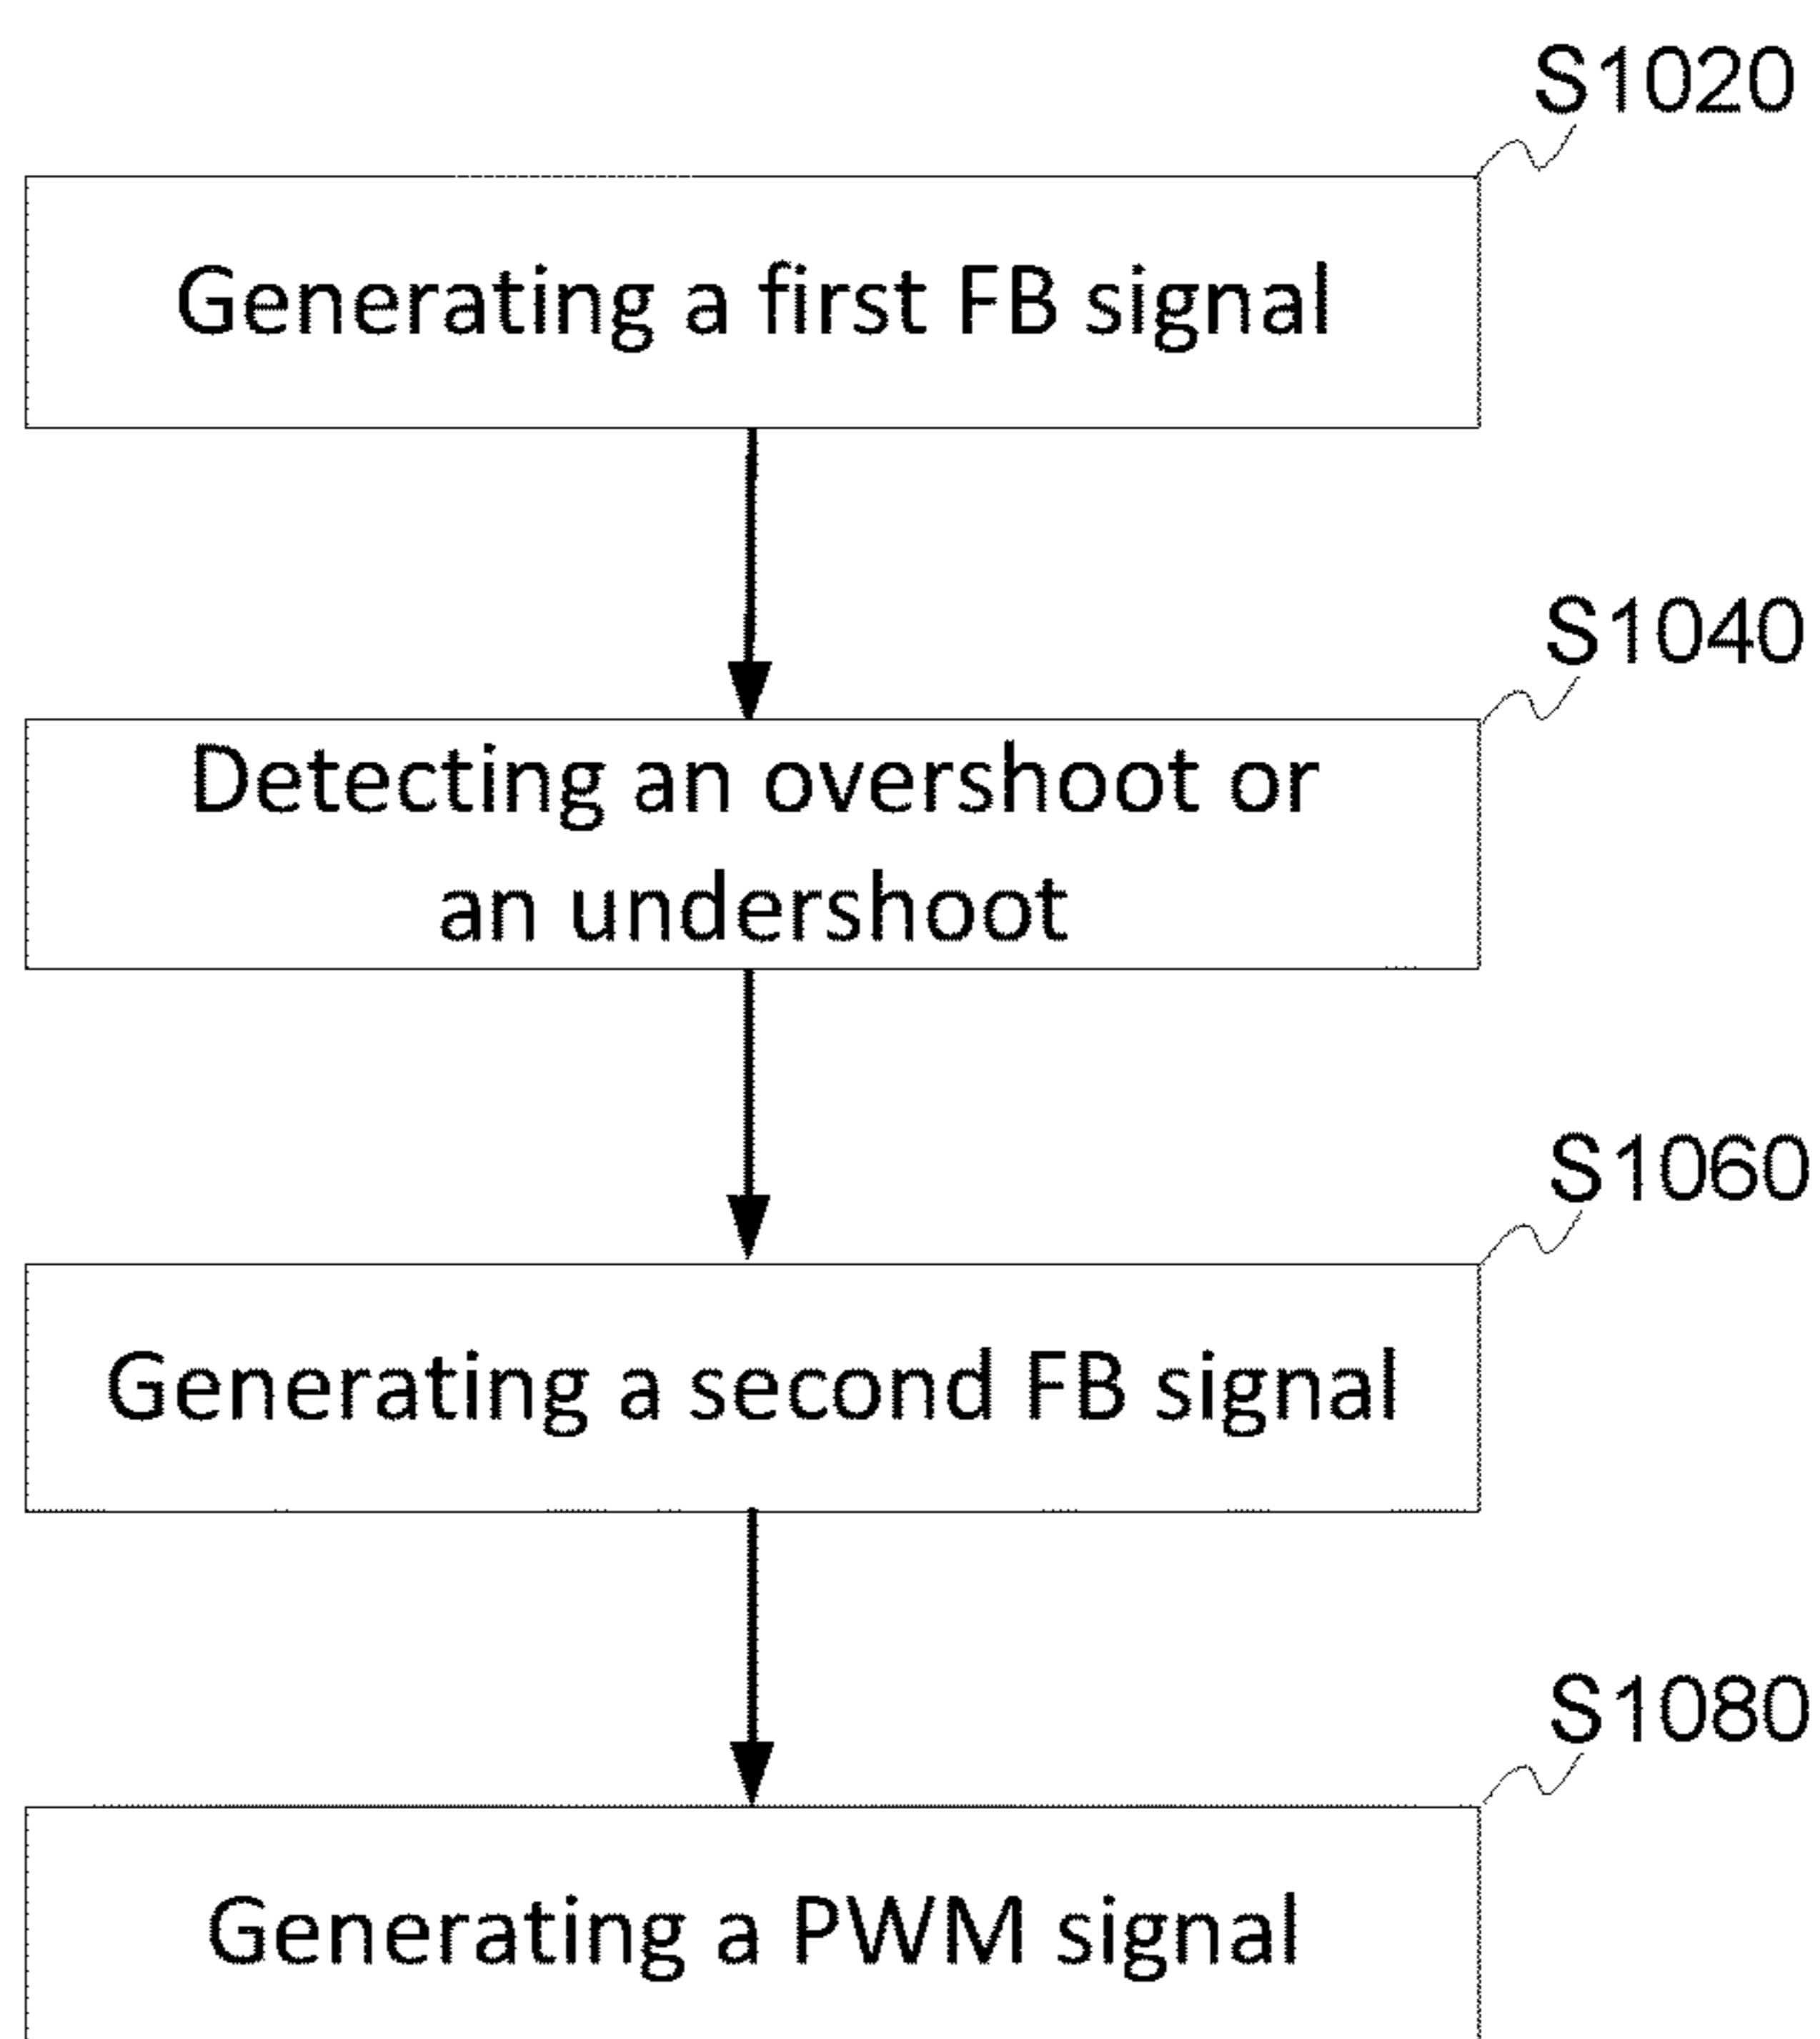 S1020
Generating a first FB signal
S1040
Detecting an overshoot or
an undershoot
S1060
Generating a second FB signal
S1080
Generating a PWM signal